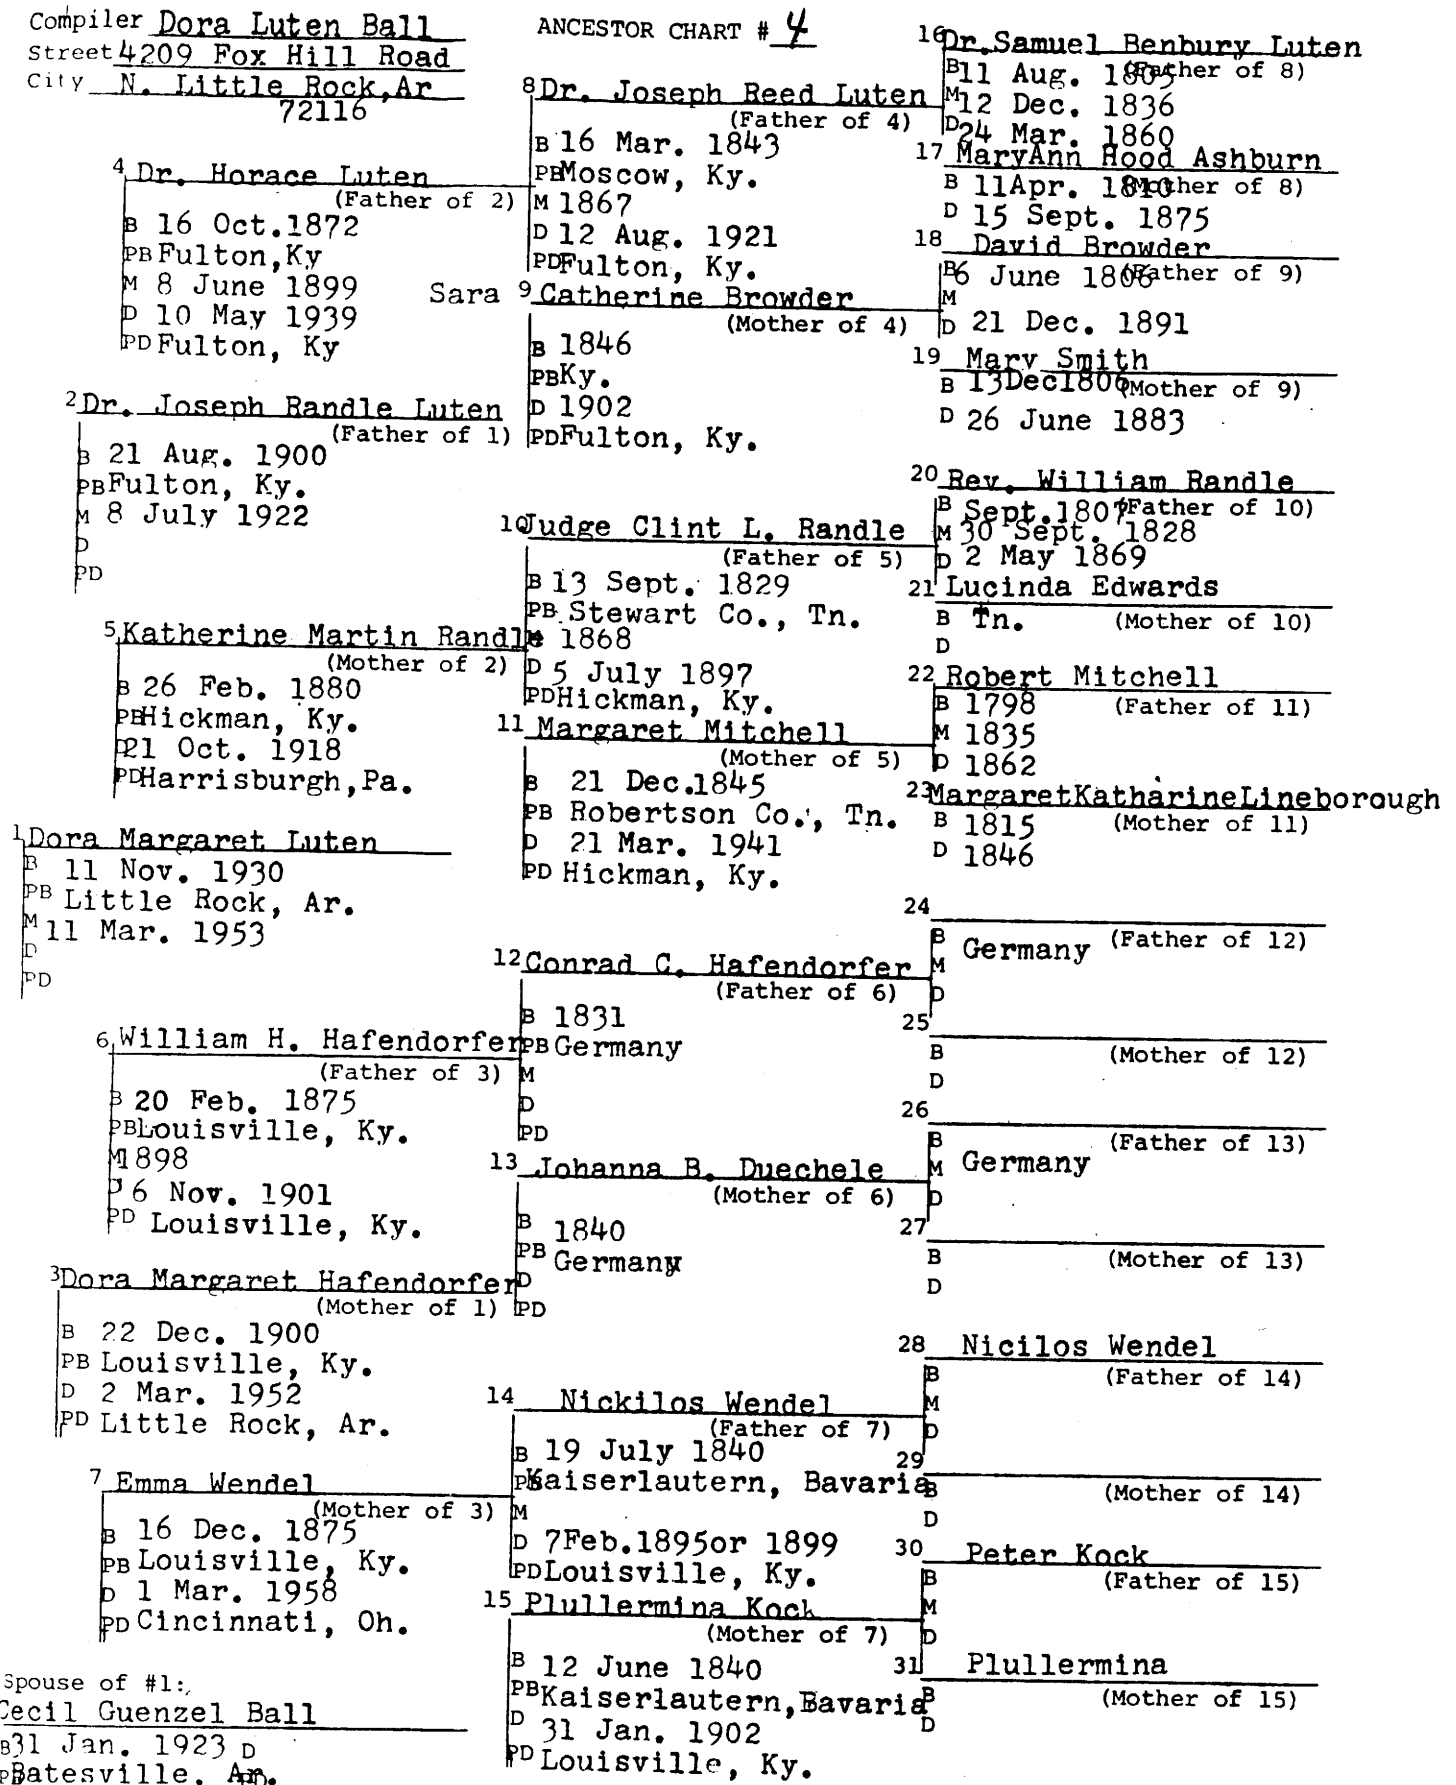 Compiler Dora Luten Ball
Street 4209 Fox Hill Road
City N. Little Rock, Ar
72116
ANCESTOR CHART # 4
1 Dora Margaret Luten
B 11 Nov. 1930
PB Little Rock, Ar.
M 11 Mar. 1953
D
PD
2 Dr. Joseph Randle Luten
(Father of 1)
B 21 Aug. 1900
PB Fulton, Ky.
M 8 July 1922
D
PD
3 Dora Margaret Hafendorfer
(Mother of 1)
B 22 Dec. 1900
PB Louisville, Ky.
D 2 Mar. 1952
PD Little Rock, Ar.
4 Dr. Horace Luten
(Father of 2)
B 16 Oct.1872
PB Fulton,Ky
M 8 June 1899
D 10 May 1939
PD Fulton, Ky
5 Katherine Martin Randle
(Mother of 2)
B 26 Feb. 1880
PB Hickman, Ky.
D 21 Oct. 1918
PD Harrisburgh,Pa.
6 William H. Hafendorfer
(Father of 3)
B 20 Feb. 1875
PB Louisville, Ky.
M 1898
D 6 Nov. 1901
PD Louisville, Ky.
7 Emma Wendel
(Mother of 3)
B 16 Dec. 1875
PB Louisville, Ky.
D 1 Mar. 1958
PD Cincinnati, Oh.
Spouse of #1:
Cecil Guenzel Ball
B 31 Jan. 1923 D
PB Batesville, Ar. PD
8 Dr. Joseph Reed Luten
(Father of 4)
B 16 Mar. 1843
PB Moscow, Ky.
M 1867
D 12 Aug. 1921
PD Fulton, Ky.
Sara 9 Catherine Browder
(Mother of 4)
B 1846
PB Ky.
D 1902
PD Fulton, Ky.
10 Judge Clint L. Randle
(Father of 5)
B 13 Sept. 1829
PB Stewart Co., Tn.
M 1868
D 5 July 1897
PD Hickman, Ky.
11 Margaret Mitchell
(Mother of 5)
B 21 Dec.1845
PB Robertson Co., Tn.
D 21 Mar. 1941
PD Hickman, Ky.
12 Conrad C. Hafendorfer
(Father of 6)
B 1831
PB Germany
M
D
PD
13 Johanna B. Duechele
(Mother of 6)
B 1840
PB Germany
D
PD
14 Nickilos Wendel
(Father of 7)
B 19 July 1840
PB Kaiserlautern, Bavaria
M
D 7Feb.1895or 1899
PD Louisville, Ky.
15 Plullermina Kock
(Mother of 7)
B 12 June 1840
PB Kaiserlautern,Bavaria
D 31 Jan. 1902
PD Louisville, Ky.
16 Dr.Samuel Benbury Luten
B 11 Aug. 1805 (Father of 8)
M 12 Dec. 1836
D 24 Mar. 1860
17 MaryAnn Hood Ashburn
B 11Apr. 1810 (Mother of 8)
D 15 Sept. 1875
18 David Browder
B 6 June 1806 (Father of 9)
M
D 21 Dec. 1891
19 Mary Smith
B 13Dec1806 (Mother of 9)
D 26 June 1883
20 Rev. William Randle
B Sept.1807 (Father of 10)
M 30 Sept. 1828
D 2 May 1869
21 Lucinda Edwards
B Tn. (Mother of 10)
D
22 Robert Mitchell
B 1798 (Father of 11)
M 1835
D 1862
23 MargaretKatharineLineborough
B 1815 (Mother of 11)
D 1846
24
B Germany (Father of 12)
M
D
25
B (Mother of 12)
D
26
B (Father of 13)
M Germany
D
27
B (Mother of 13)
D
28 Nicilos Wendel
B (Father of 14)
M
D
29
B (Mother of 14)
D
30 Peter Kock
B (Father of 15)
M
D
31 Plullermina
B (Mother of 15)
D